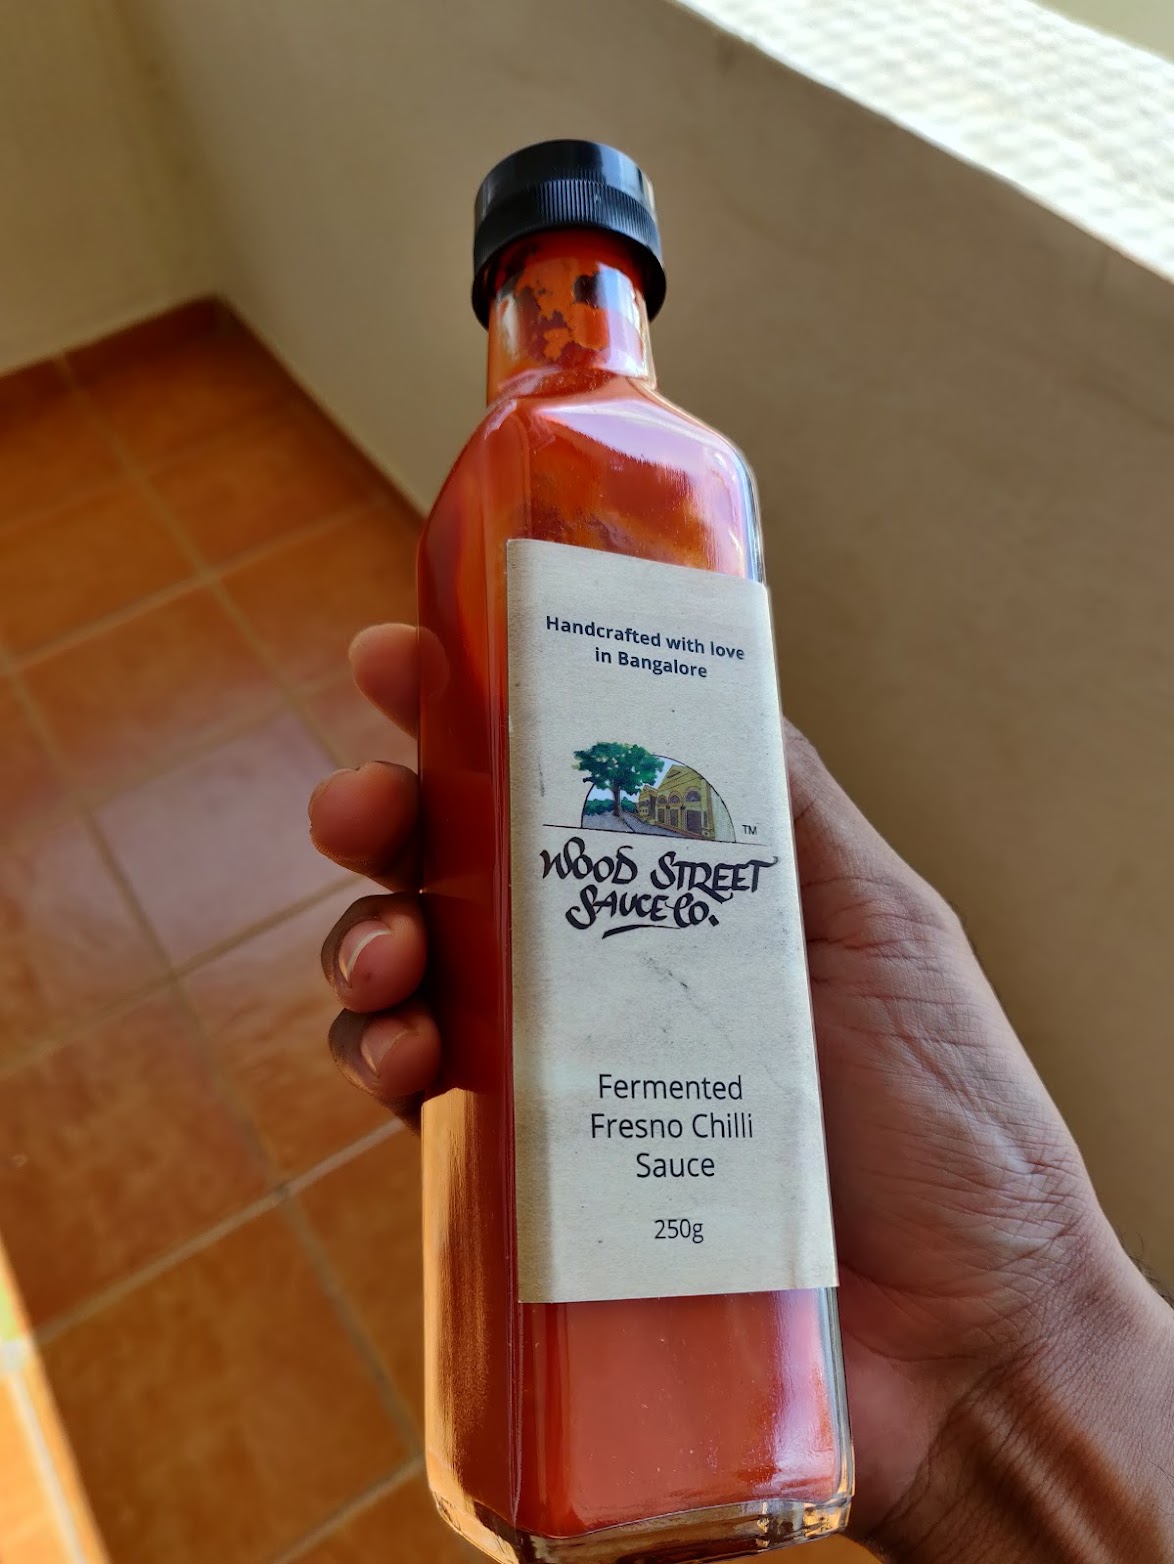 Handcrafted with love
in Bangalore
TM
WOOD STREET
SAUCE CO.
Fermented
Fresno Chilli
Sauce
250g